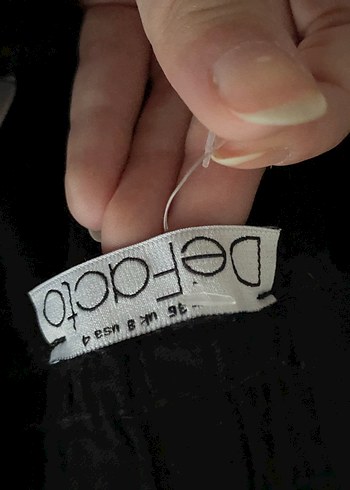 DeFacto
36 uk 8 usa 4